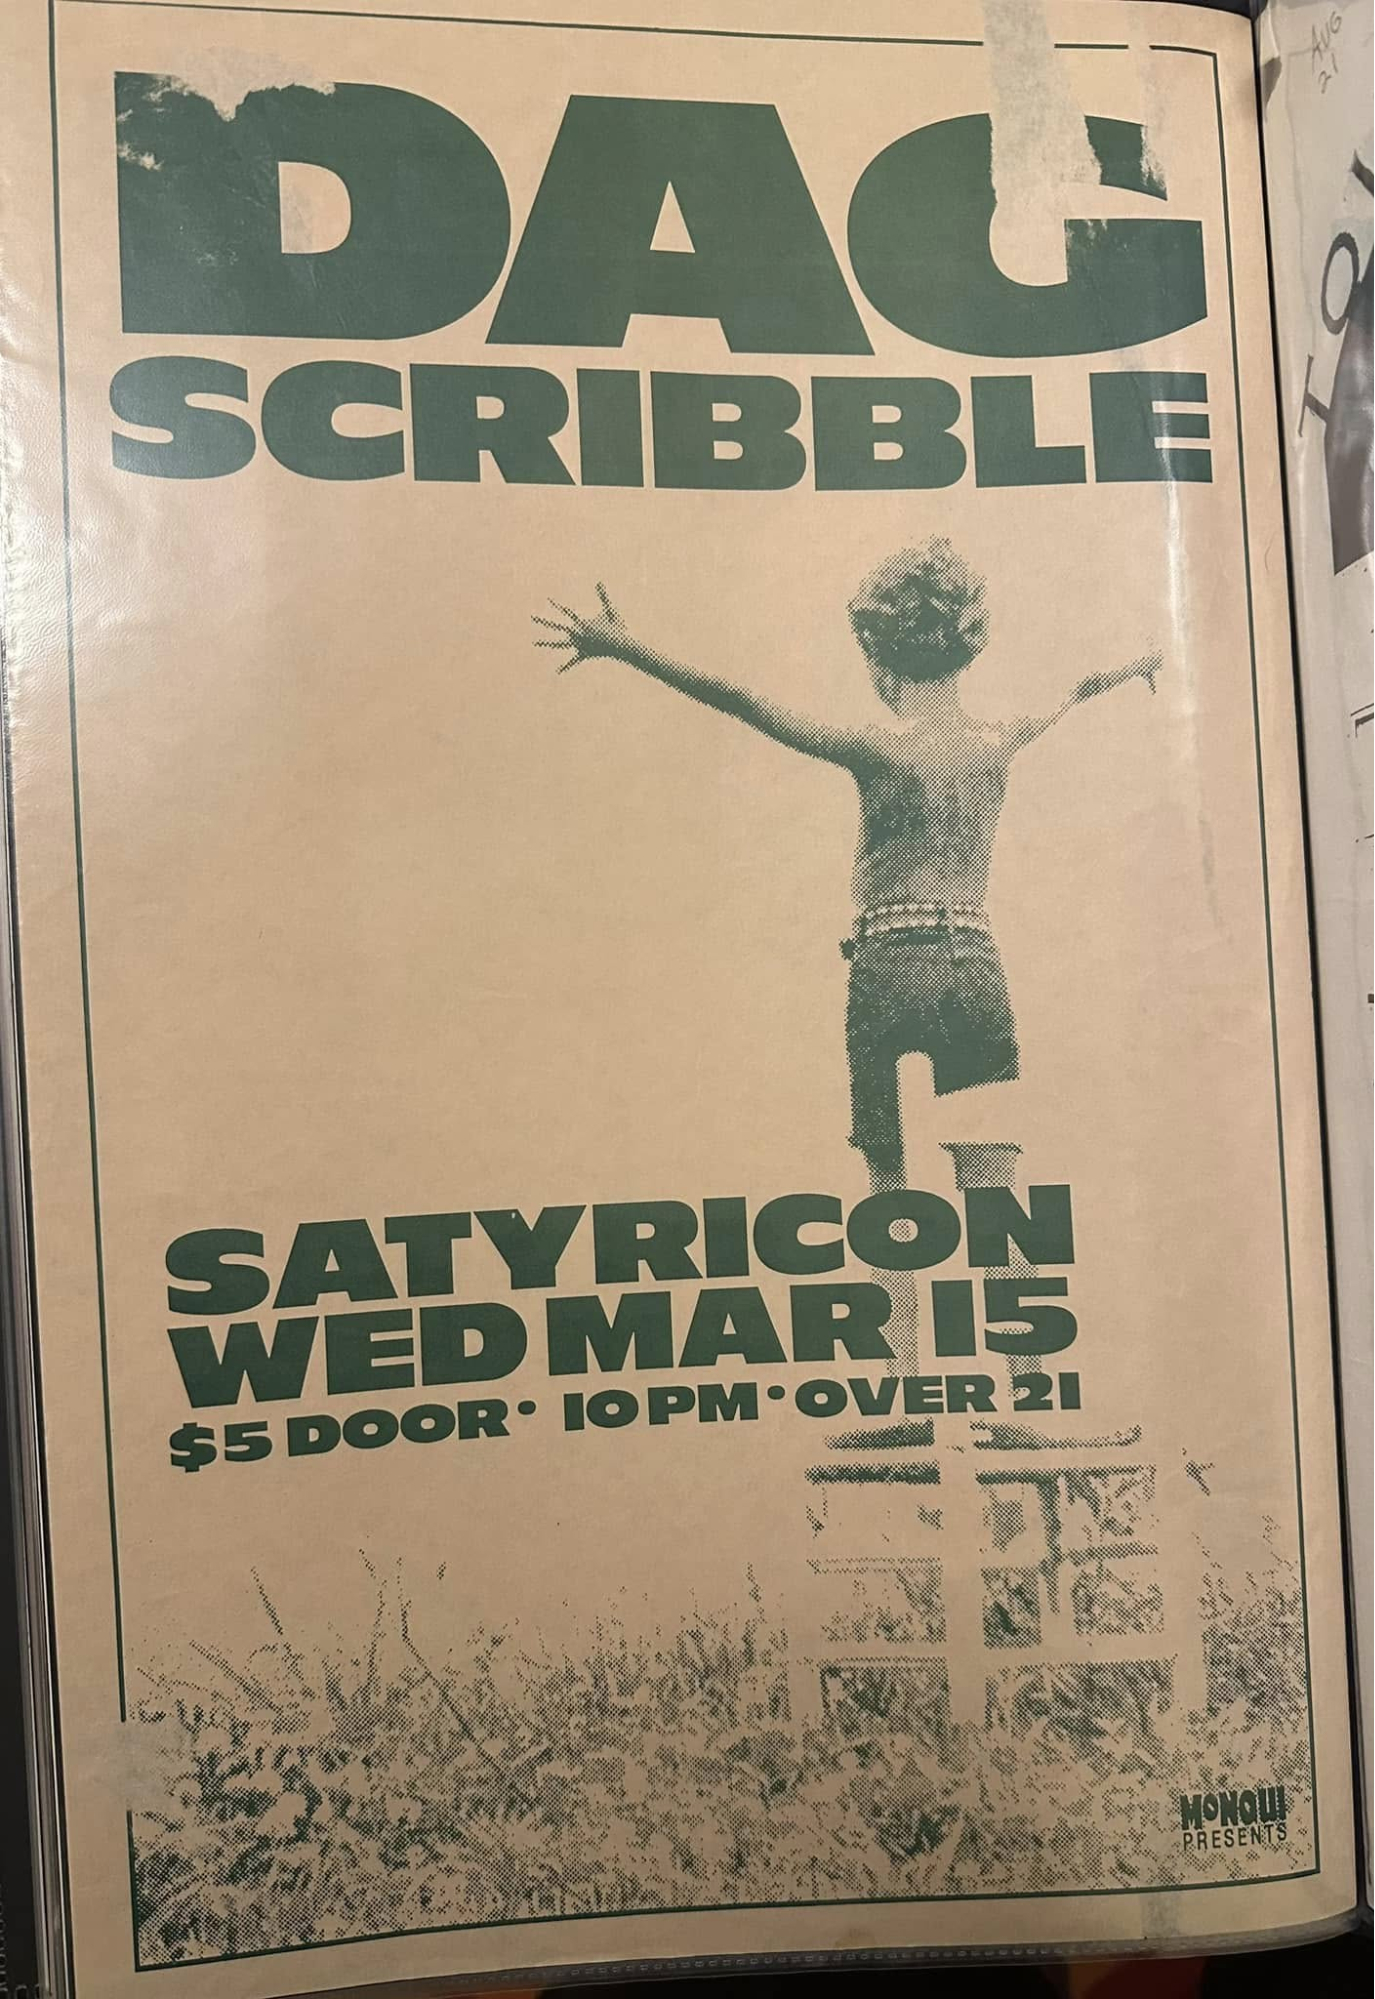 DAG
SCRIBBLE
SATYRICON
WED MAR 15
$5 DOOR • 10 PM • OVER 21
MONQUI
PRESENTS
AUG
21